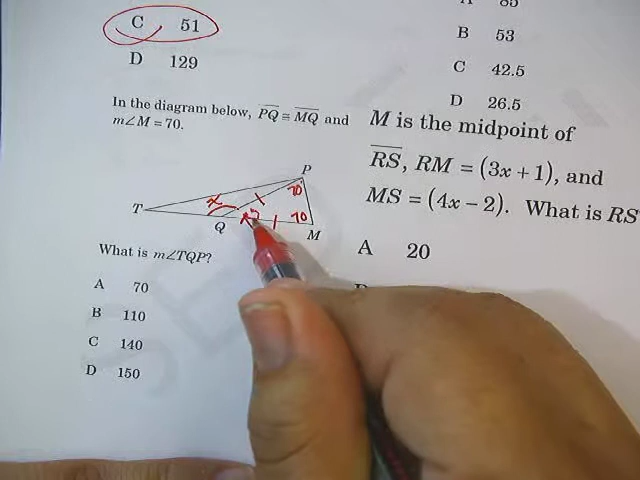 C 51
D 129
In the diagram below, PQ ≅ MQ and
m∠M = 70.
P
x
70
T
70
Q
M
What is m∠TQP?
A 70
B 110
C 140
D 150
85
B 53
C 42.5
D 26.5
M is the midpoint of
RS, RM = (3x + 1), and
MS = (4x − 2). What is RS
A 20